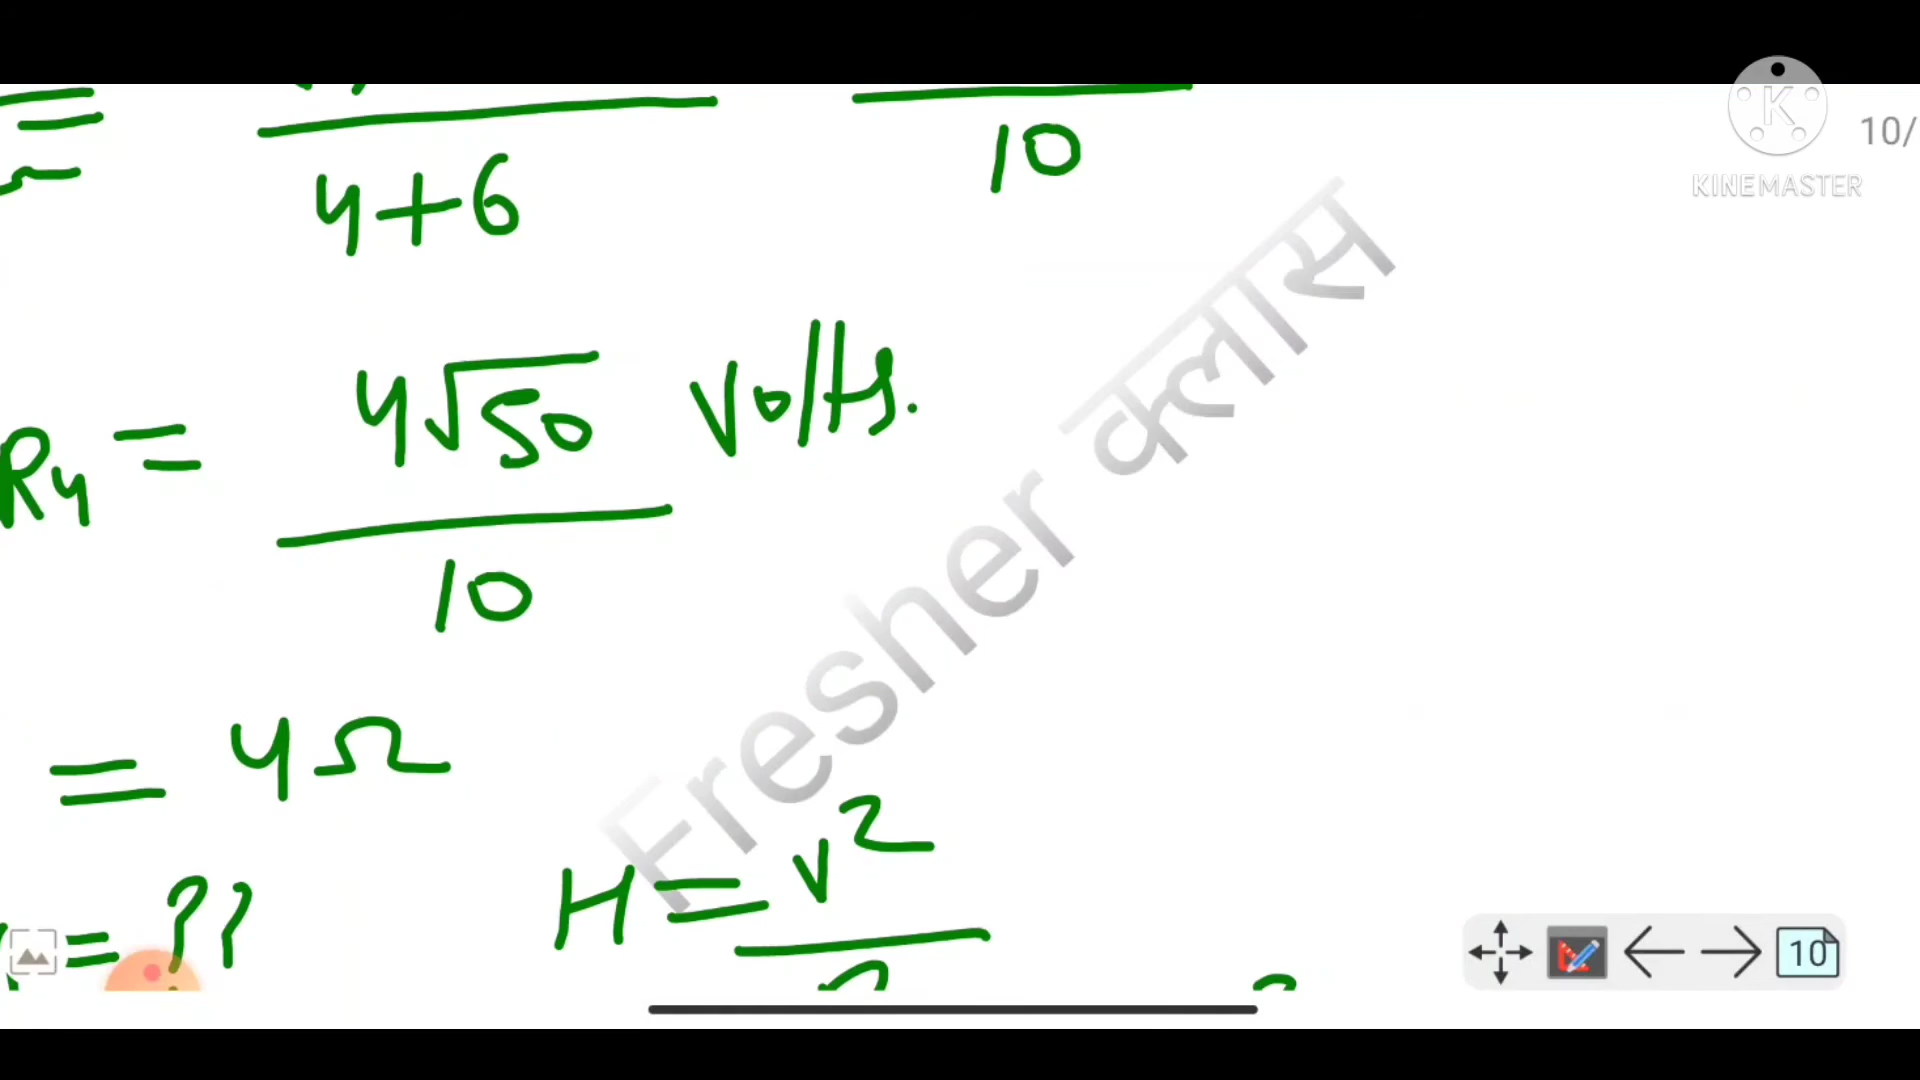 10/
KINEMASTER
10
4+6
R4 = 4√50 Volts.
10
= 4Ω
H = V²
= ??
Fresher क्लास
10